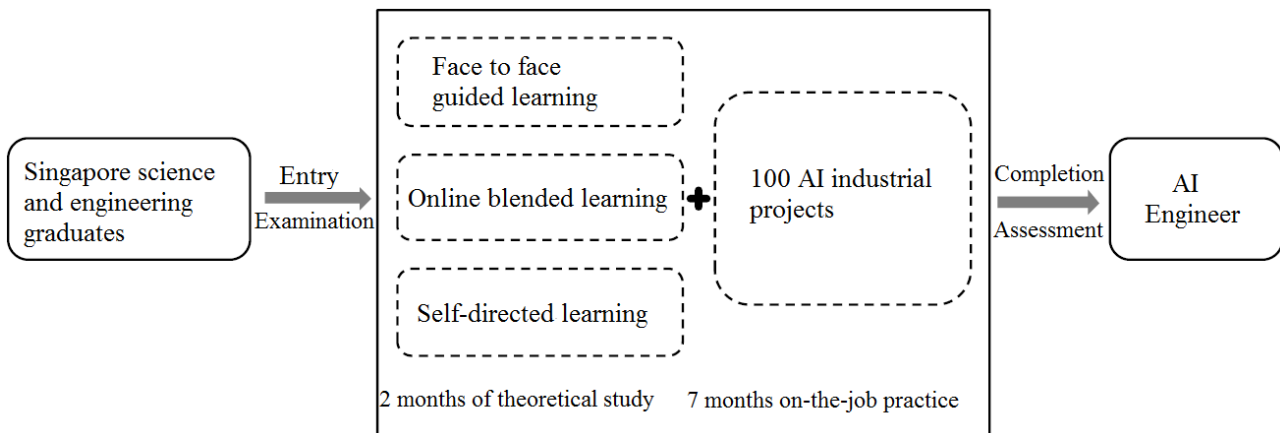 Singapore science
and engineering
graduates
Entry
Examination
Face to face
guided learning
Online blended learning
Self-directed learning
2 months of theoretical study
100 AI industrial
projects
7 months on-the-job practice
Completion
Assessment
AI
Engineer